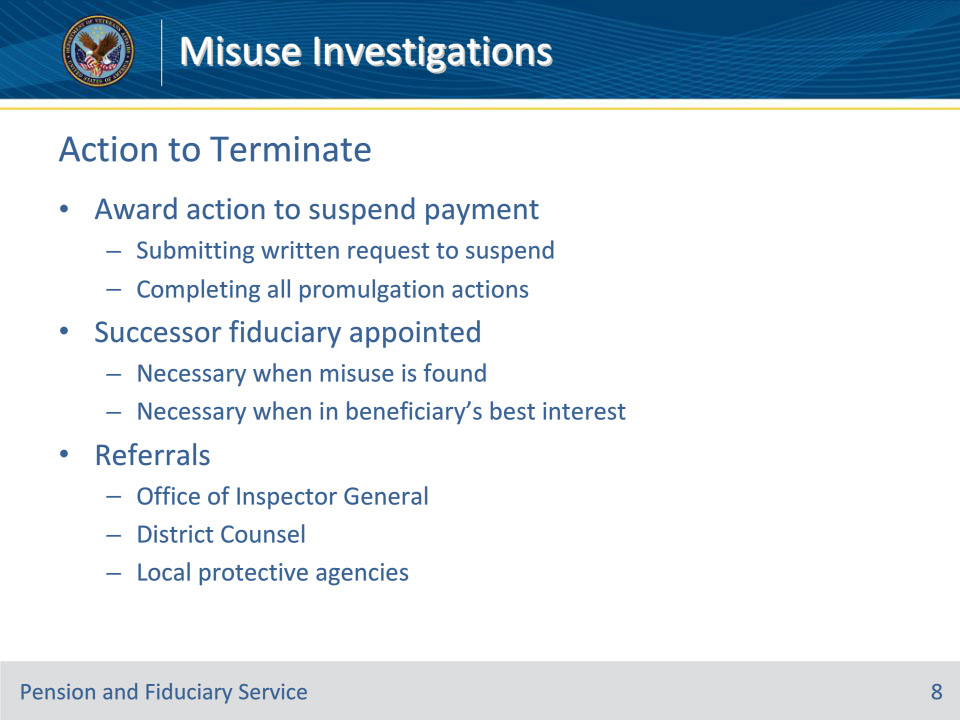 Misuse Investigations
Action to Terminate
• Award action to suspend payment
– Submitting written request to suspend
– Completing all promulgation actions
• Successor fiduciary appointed
– Necessary when misuse is found
– Necessary when in beneficiary’s best interest
• Referrals
– Office of Inspector General
– District Counsel
– Local protective agencies
Pension and Fiduciary Service
8